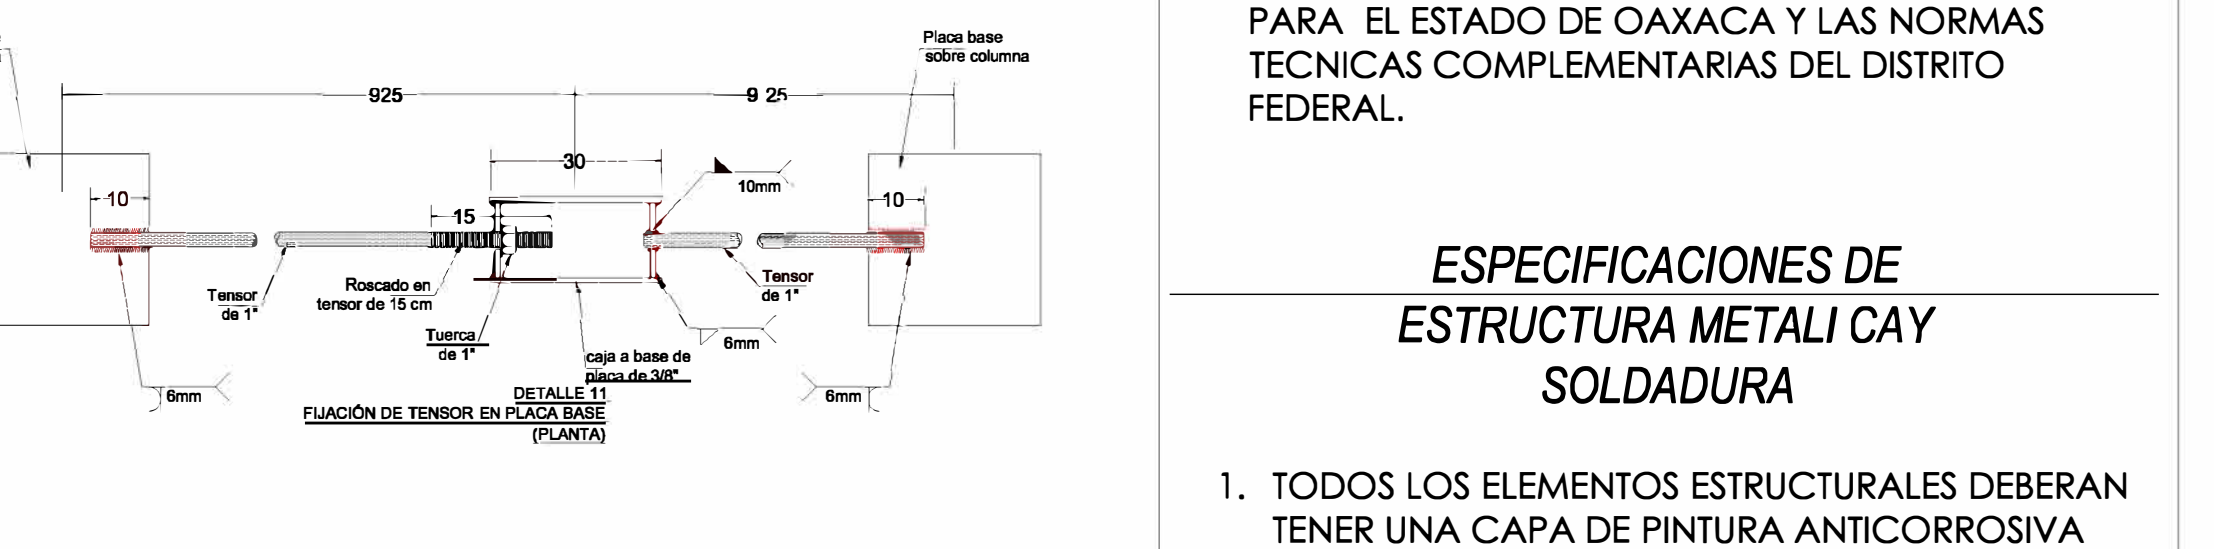 Placa base
sobre columna
925
9 25
30
10mm
10
15
10
Tensor
de 1"
Roscado en
tensor de 15 cm
Tensor
de 1"
Tuerca
de 1"
6mm
caja a base de
placa de 3/8"
6mm
6mm
DETALLE 11
FIJACIÓN DE TENSOR EN PLACA BASE
(PLANTA)
PARA EL ESTADO DE OAXACA Y LAS NORMAS
TECNICAS COMPLEMENTARIAS DEL DISTRITO
FEDERAL.
ESPECIFICACIONES DE
ESTRUCTURA METALI CAY
SOLDADURA
1. TODOS LOS ELEMENTOS ESTRUCTURALES DEBERAN
TENER UNA CAPA DE PINTURA ANTICORROSIVA